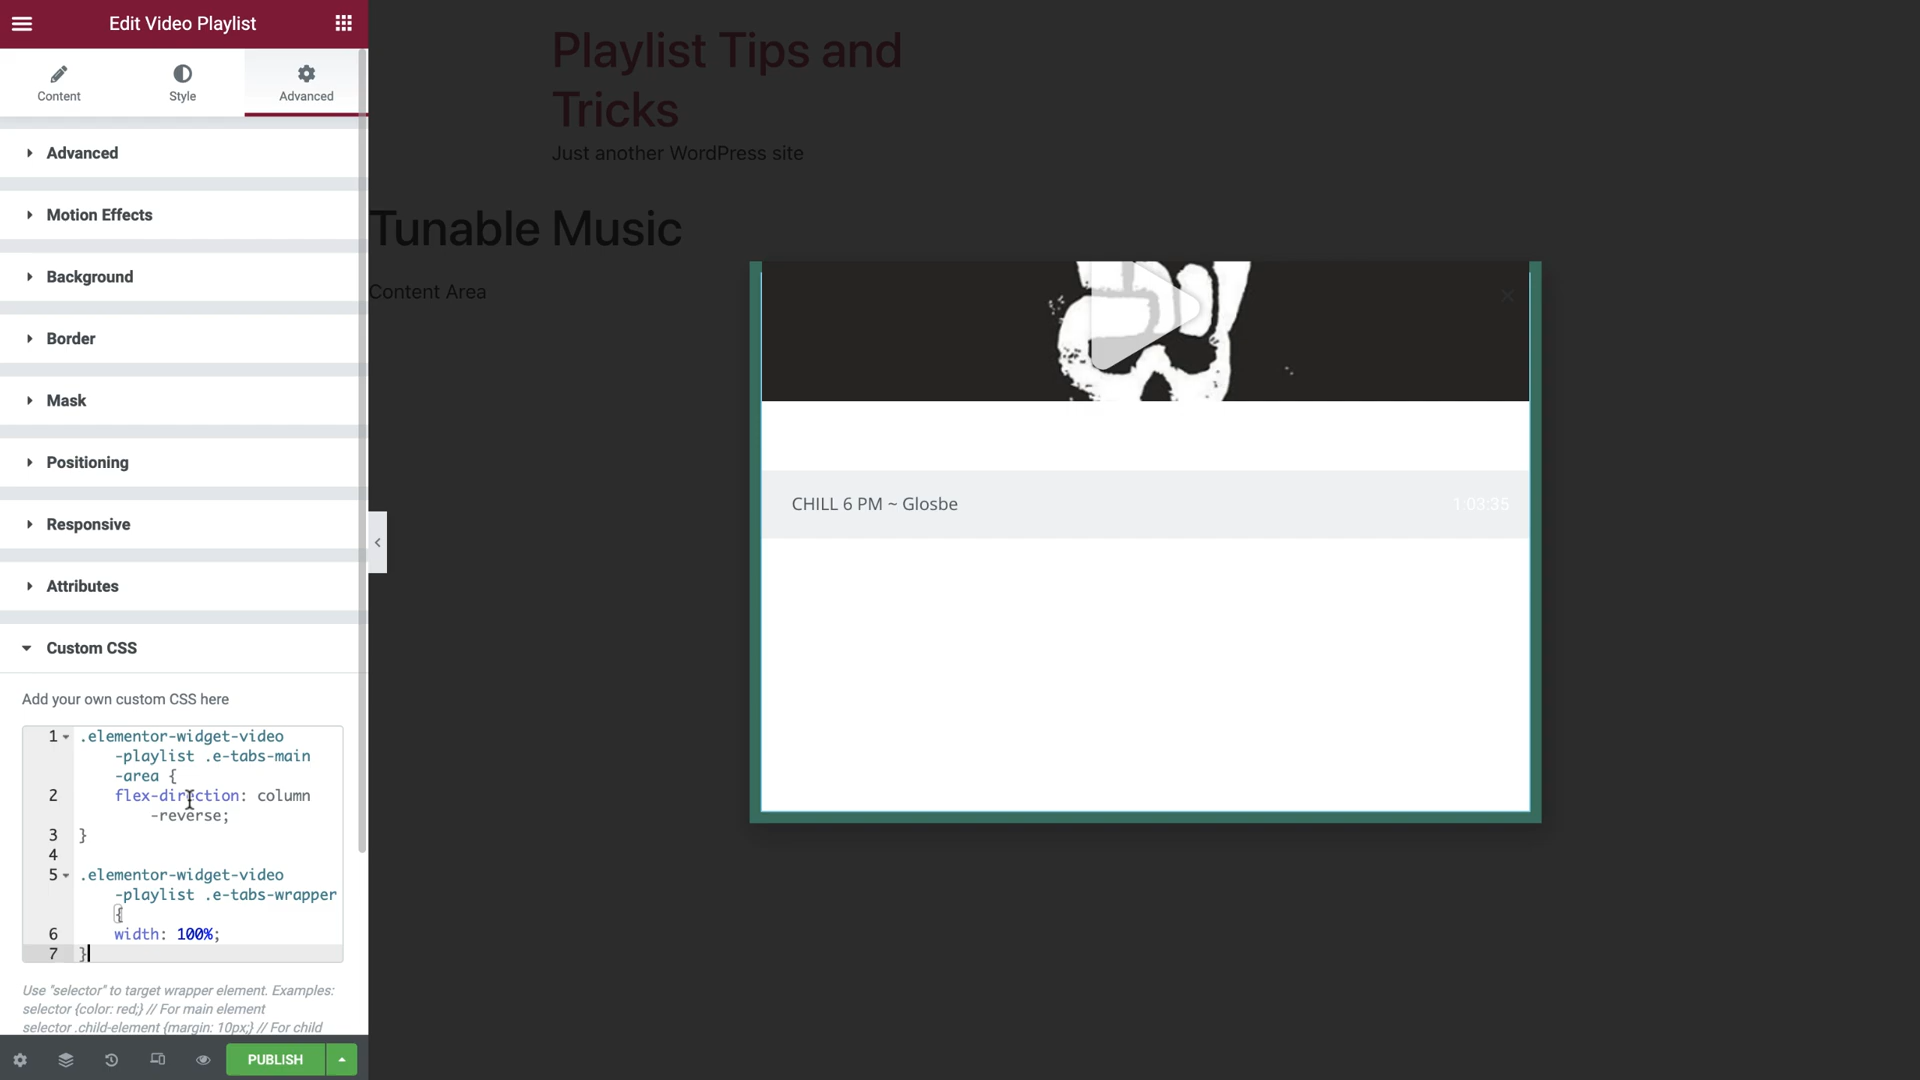 Edit Video Playlist
Content
Style
Advanced
Advanced
Motion Effects
Background
Border
Mask
Positioning
Responsive
Attributes
Custom CSS
Add your own custom CSS here
1 .elementor-widget-video
-playlist .e-tabs-main
-area {
2 flex-direction: column
-reverse;
3 }
4
5 .elementor-widget-video
-playlist .e-tabs-wrapper
{
6 width: 100%;
7 }
Use "selector" to target wrapper element. Examples:
selector {color: red;} // For main element
selector .child-element {margin: 10px;} // For child
PUBLISH
Playlist Tips and
Tricks
Just another WordPress site
Tunable Music
Content Area
CHILL 6 PM ~ Glosbe
1:03:35